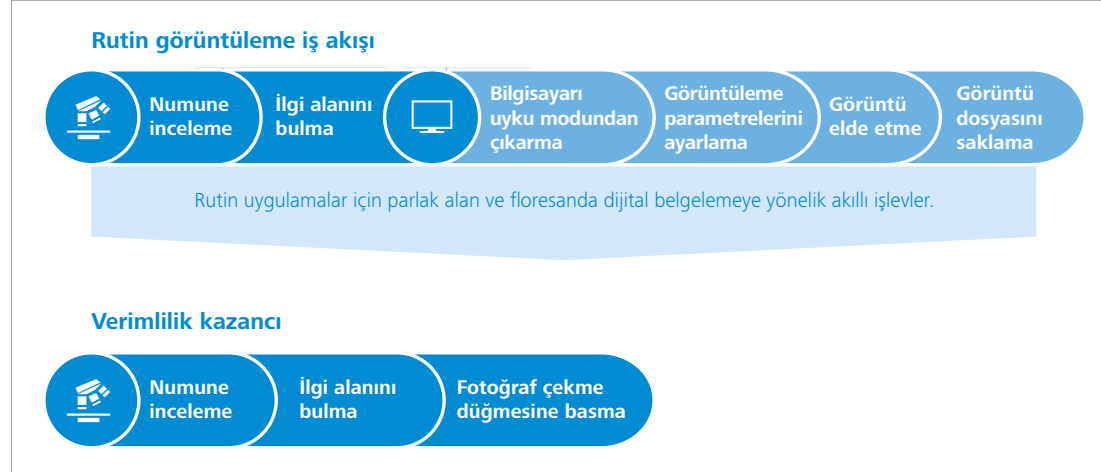 Rutin görüntüleme iş akışı
Numune
inceleme
İlgi alanını
bulma
Bilgisayarı
uyku modundan
çıkarma
Görüntüleme
parametrelerini
ayarlama
Görüntü
elde etme
Görüntü
dosyasını
saklama
Rutin uygulamalar için parlak alan ve floresanda dijital belgelemeye yönelik akıllı işlevler.
Verimlilik kazancı
Numune
inceleme
İlgi alanını
bulma
Fotoğraf çekme
düğmesine basma